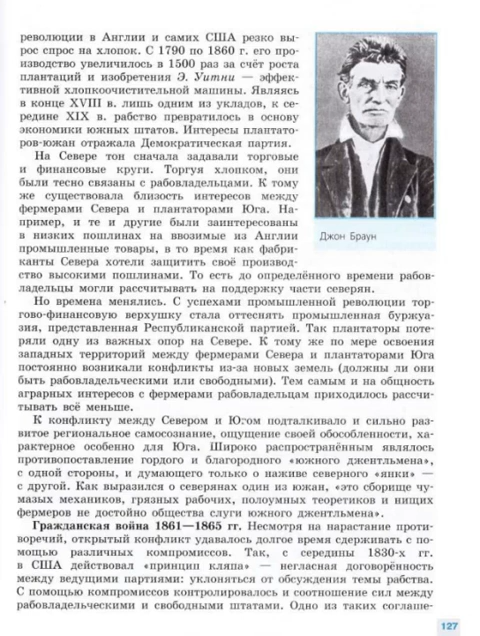 революции в Англии и самих США резко вы-
рос спрос на хлопок. С 1790 по 1860 г. его про-
изводство увеличилось в 1500 раз за счёт роста
плантаций и изобретения Э. Уитни — эффек-
тивной хлопкоочистительной машины. Являясь
в конце XVIII в. лишь одним из укладов, к се-
редине XIX в. рабство превратилось в основу
экономики южных штатов. Интересы плантато-
ров-южан отражала Демократическая партия.
На Севере тон сначала задавали торговые
и финансовые круги. Торгуя хлопком, они
были тесно связаны с рабовладельцами. К тому
же существовала близость интересов между
фермерами Севера и плантаторами Юга. На-
пример, и те и другие были заинтересованы
в низких пошлинах на ввозимые из Англии
промышленные товары, в то время как фабри-
канты Севера хотели защитить своё производ-
ство высокими пошлинами. То есть до определённого времени рабов-
ладельцы могли рассчитывать на поддержку части северян.
Джон Браун
Но времена менялись. С успехами промышленной революции тор-
гово-финансовую верхушку стала оттеснять промышленная буржуа-
зия, представленная Республиканской партией. Так плантаторы поте-
ряли одну из важных опор на Севере. К тому же по мере освоения
западных территорий между фермерами Севера и плантаторами Юга
постоянно возникали конфликты из-за новых земель (должны ли они
быть рабовладельческими или свободными). Тем самым и на общность
аграрных интересов с фермерами рабовладельцам приходилось рассчи-
тывать всё меньше.
К конфликту между Севером и Югом подталкивало и сильно раз-
витое региональное самосознание, ощущение своей обособленности, ха-
рактерное особенно для Юга. Широко распространённым являлось
противопоставление гордого и благородного «южного джентльмена»,
с одной стороны, и думающего только о наживе северного «янки» —
с другой. Как выразился о северянах один из южан, «это сборище чу-
мазых механиков, грязных рабочих, полоумных теоретиков и нищих
фермеров не достойно общества слуги южного джентльмена».
Гражданская война 1861—1865 гг. Несмотря на нарастание проти-
воречий, открытый конфликт удавалось долгое время сдерживать с по-
мощью различных компромиссов. Так, с середины 1830-х гг.
в США действовал «принцип кляпа» — негласная договорённость
между ведущими партиями: уклоняться от обсуждения темы рабства.
С помощью компромиссов контролировалось и соотношение сил между
рабовладельческими и свободными штатами. Одно из таких соглаше-
127